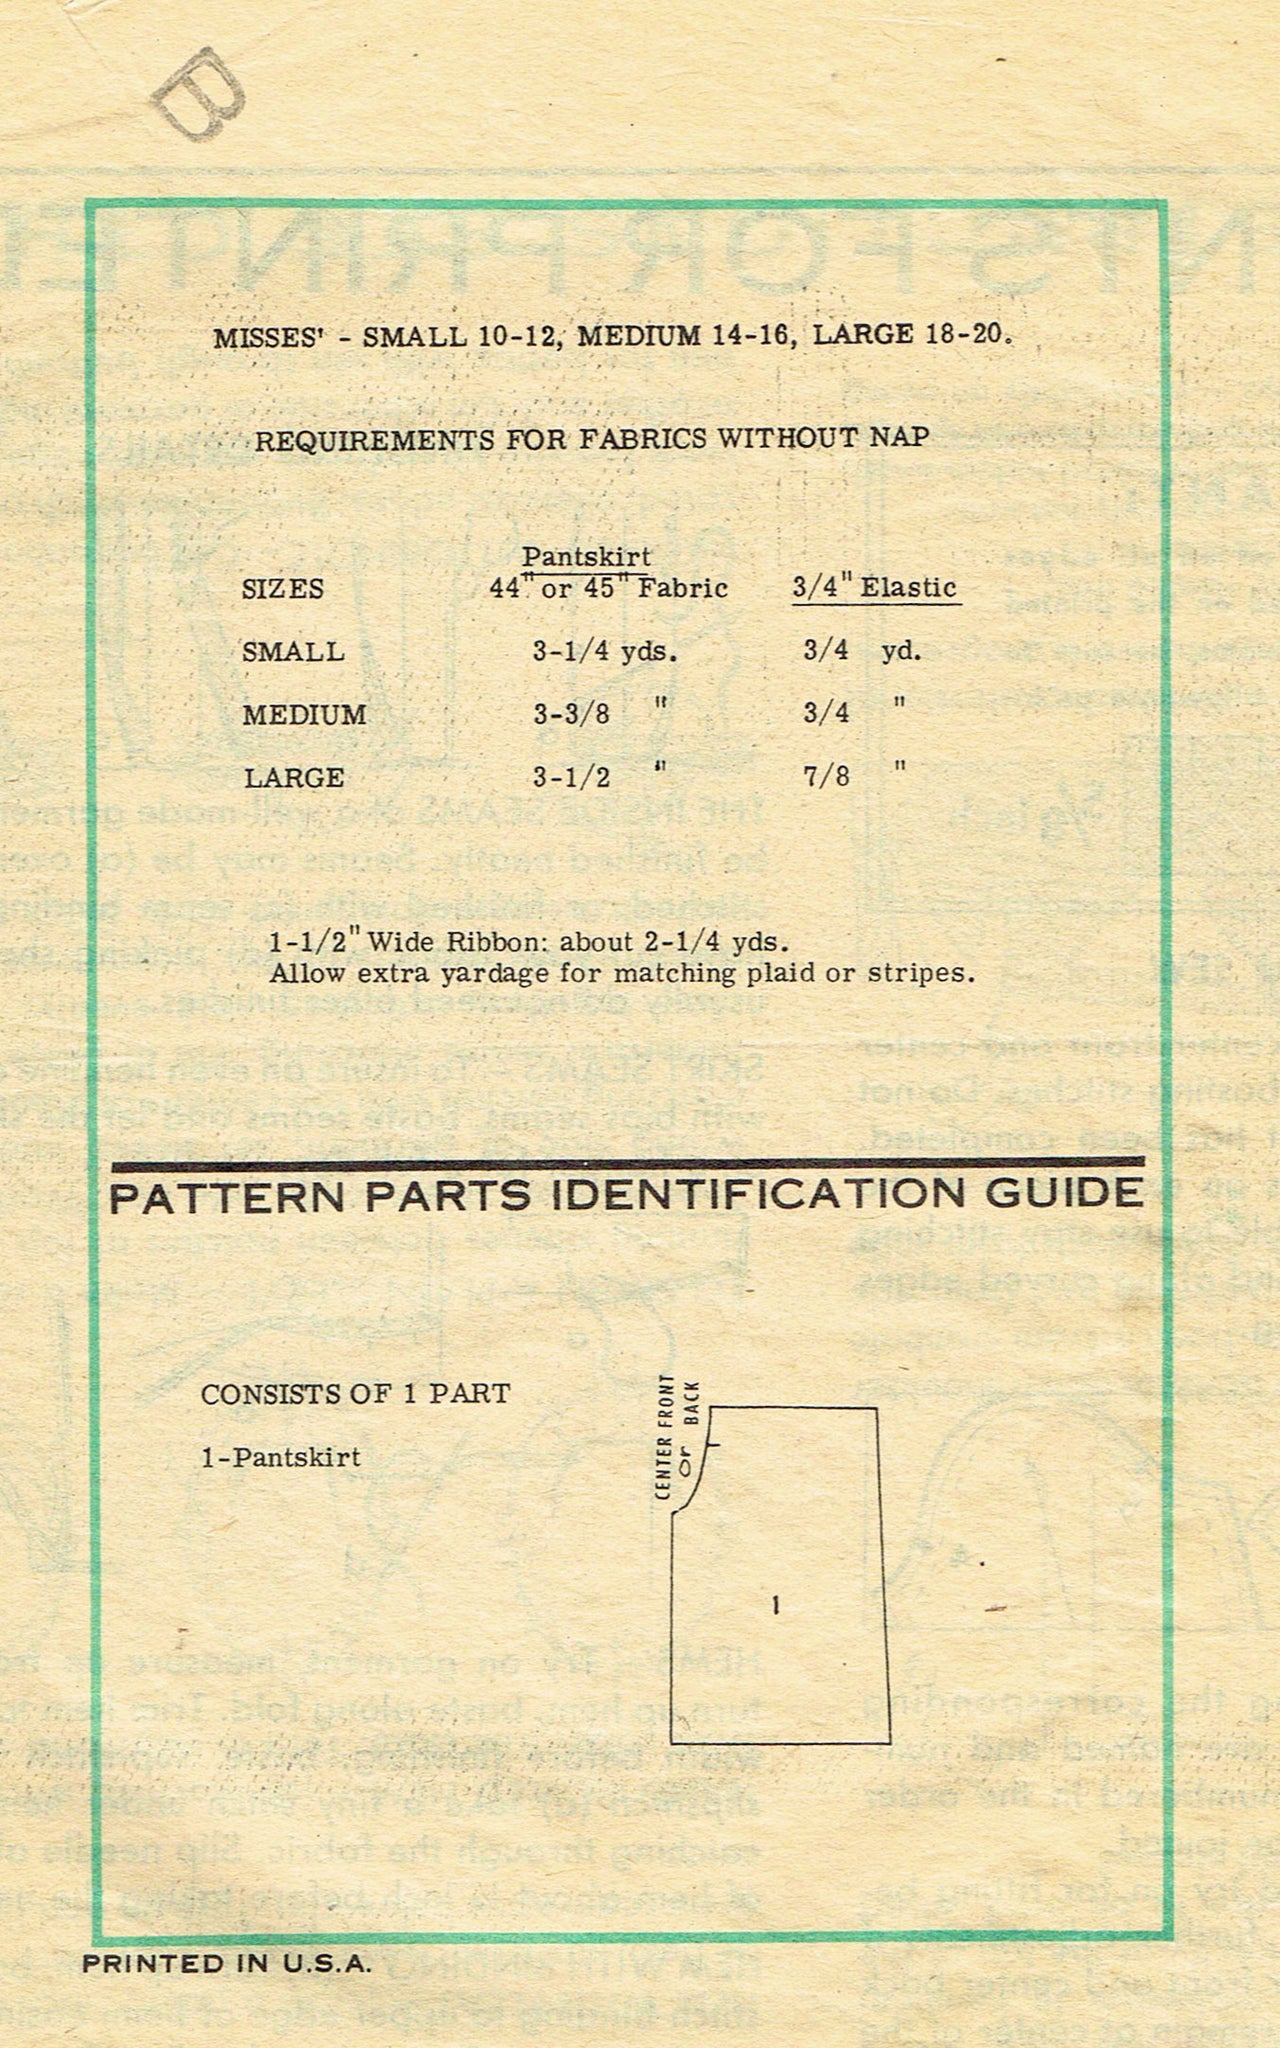 B
MISSES' - SMALL 10-12, MEDIUM 14-16, LARGE 18-20.
REQUIREMENTS FOR FABRICS WITHOUT NAP
Pantskirt
SIZES 44" or 45" Fabric 3/4" Elastic
SMALL 3-1/4 yds. 3/4 yd.
MEDIUM 3-3/8 " 3/4 "
LARGE 3-1/2 " 7/8 "
1-1/2" Wide Ribbon: about 2-1/4 yds.
Allow extra yardage for matching plaid or stripes.
PATTERN PARTS IDENTIFICATION GUIDE
CONSISTS OF 1 PART
1-Pantskirt
CENTER FRONT
or BACK
1
PRINTED IN U.S.A.